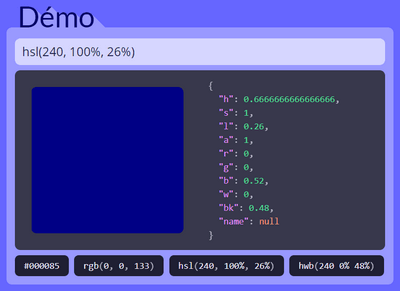 Démo
hsl(240, 100%, 26%)
{
"h": 0.6666666666666666,
"s": 1,
"l": 0.26,
"a": 1,
"r": 0,
"g": 0,
"b": 0.52,
"w": 0,
"bk": 0.48,
"name": null
}
#000085 rgb(0, 0, 133) hsl(240, 100%, 26%) hwb(240 0% 48%)